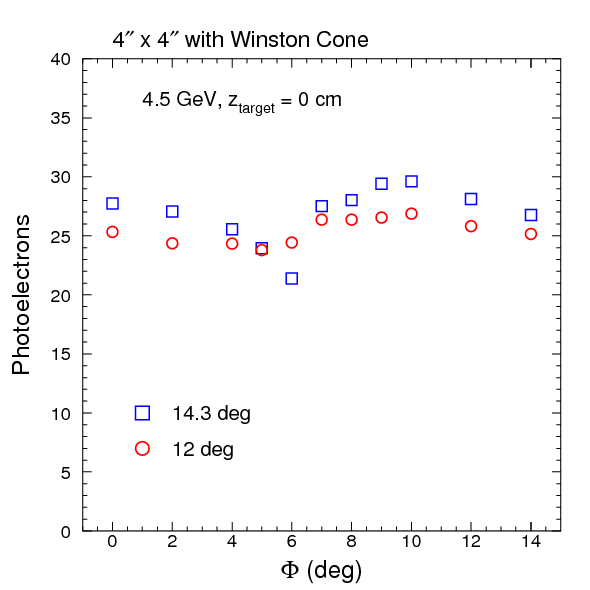 4″ x 4″ with Winston Cone
40
4.5 GeV, z_target = 0 cm
35
30
25
20
15
10
5
0
Photoelectrons
14.3 deg
12 deg
0 2 4 6 8 10 12 14
Φ (deg)